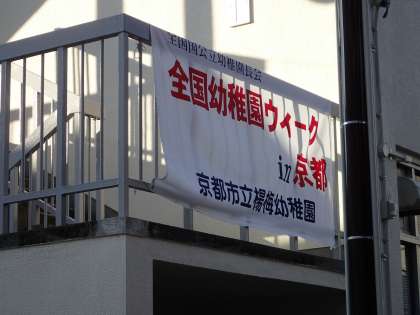 全国国公立幼稚園長会
全国幼稚園ウィーク
in 京都
京都市立楊梅幼稚園